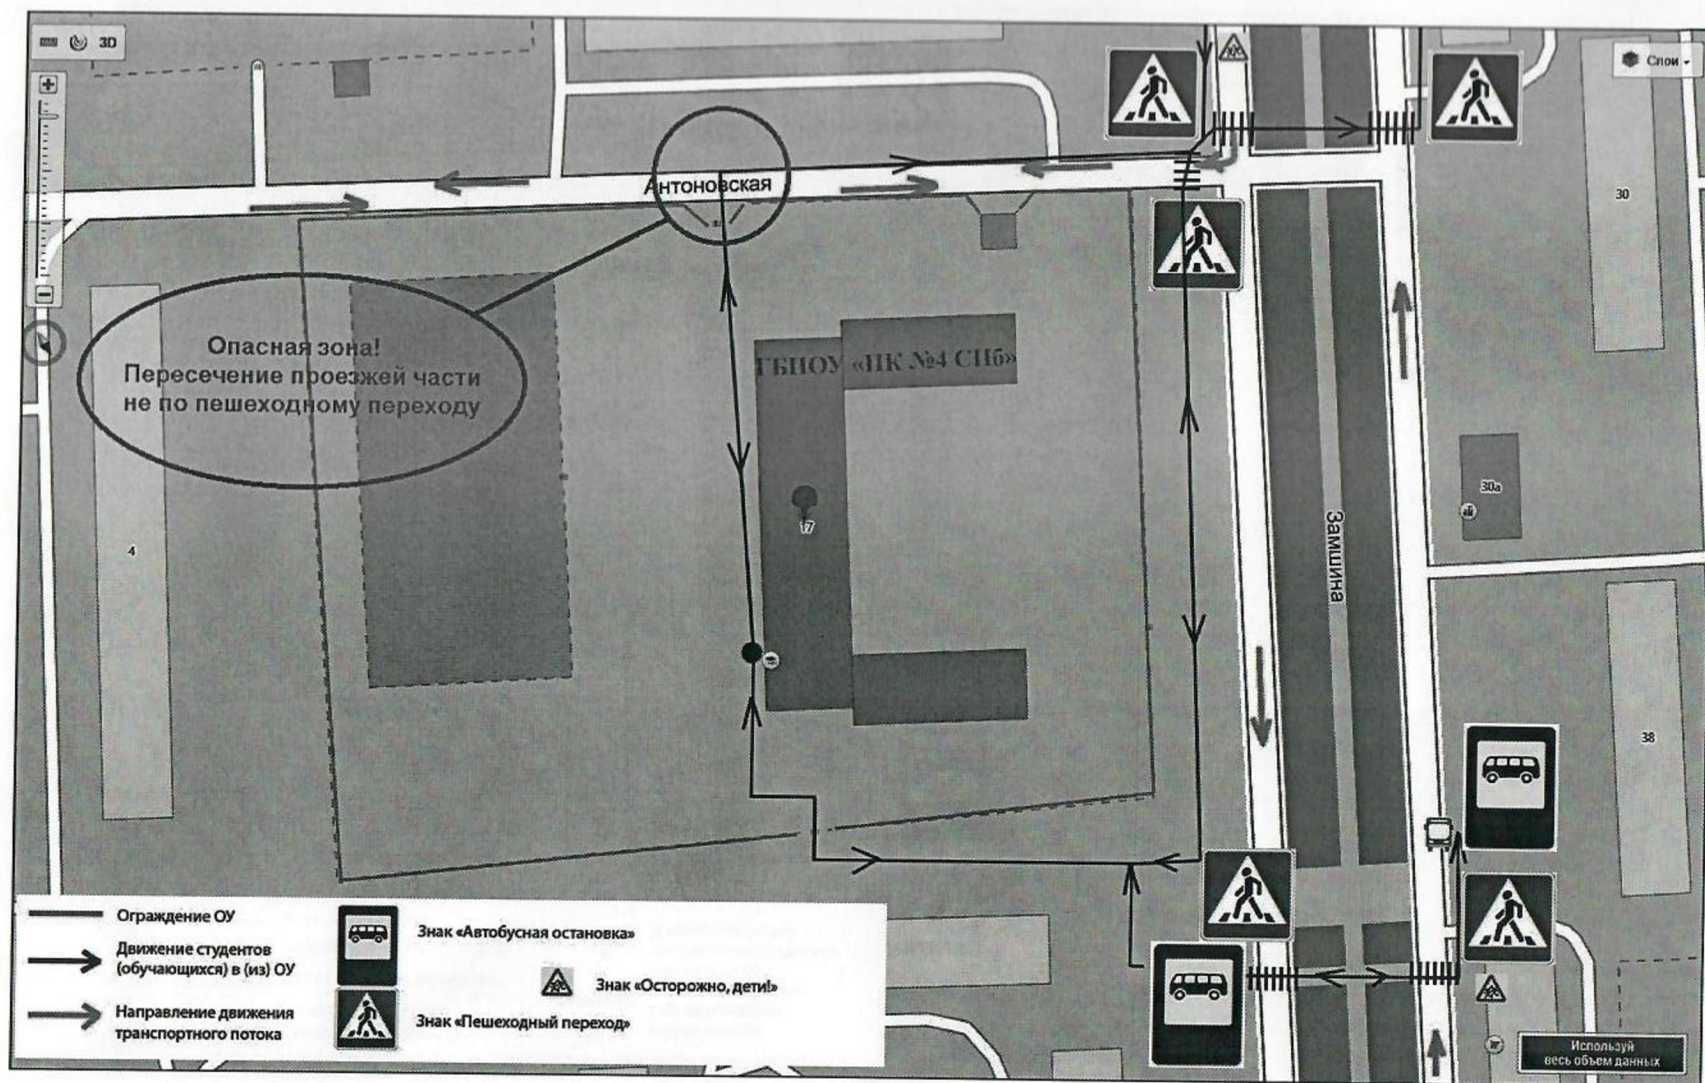 3D
Слои
Антоновская
30
Опасная зона!
Пересечение проезжей части
не по пешеходному переходу
ГБПОУ «ПК №4 СПб»
17
30а
4
Замшина
38
Ограждение ОУ
Движение студентов
(обучающихся) в (из) ОУ
Направление движения
транспортного потока
Знак «Автобусная остановка»
Знак «Осторожно, дети!»
Знак «Пешеходный переход»
Используй
весь объем данных